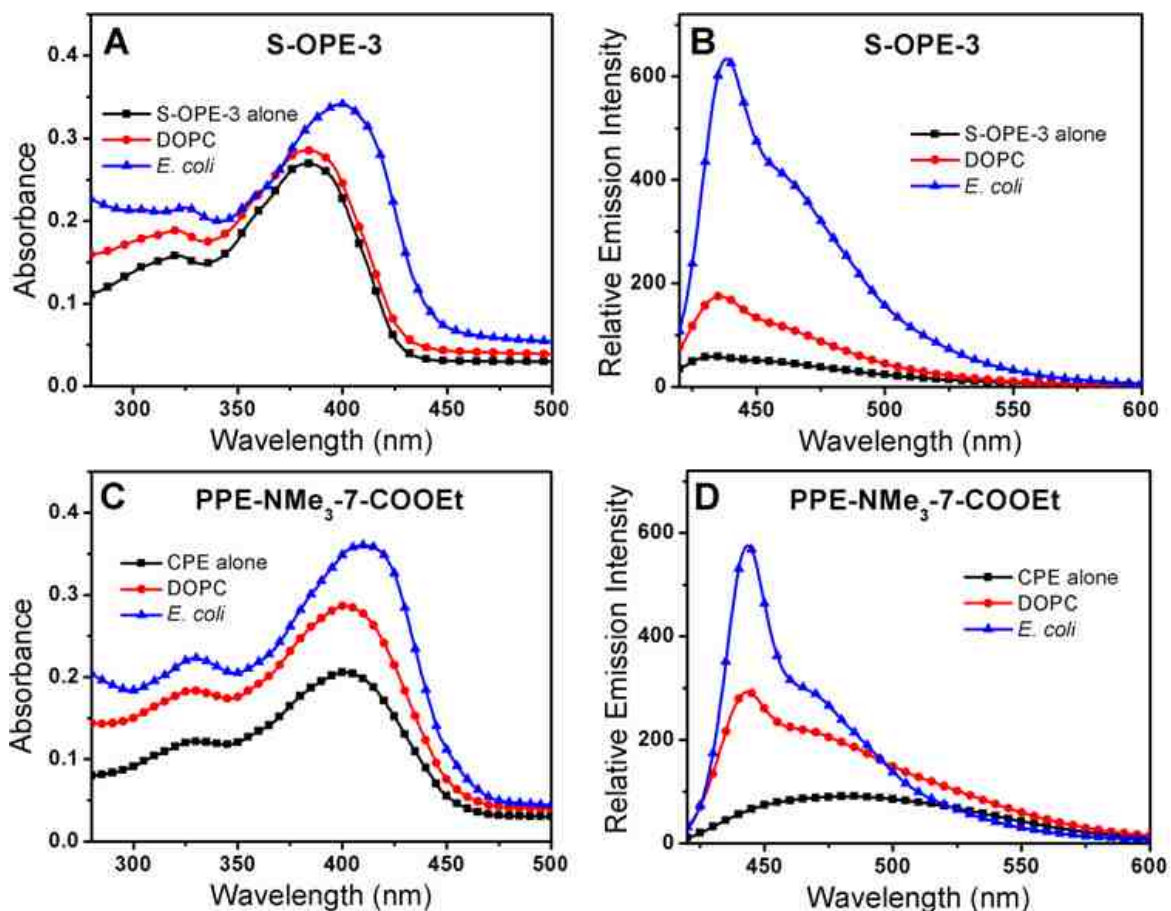 A
S-OPE-3
0.4
0.3
0.2
0.1
0.0
Absorbance
S-OPE-3 alone
DOPC
E. coli
300
350
400
450
500
Wavelength (nm)
B
S-OPE-3
600
400
200
0
Relative Emission Intensity
S-OPE-3 alone
DOPC
E. coli
450
500
550
600
Wavelength (nm)
C
PPE-NMe₃-7-COOEt
0.4
0.3
0.2
0.1
0.0
Absorbance
CPE alone
DOPC
E. coli
300
350
400
450
500
Wavelength (nm)
D
PPE-NMe₃-7-COOEt
600
400
200
0
Relative Emission Intensity
CPE alone
DOPC
E. coli
450
500
550
600
Wavelength (nm)